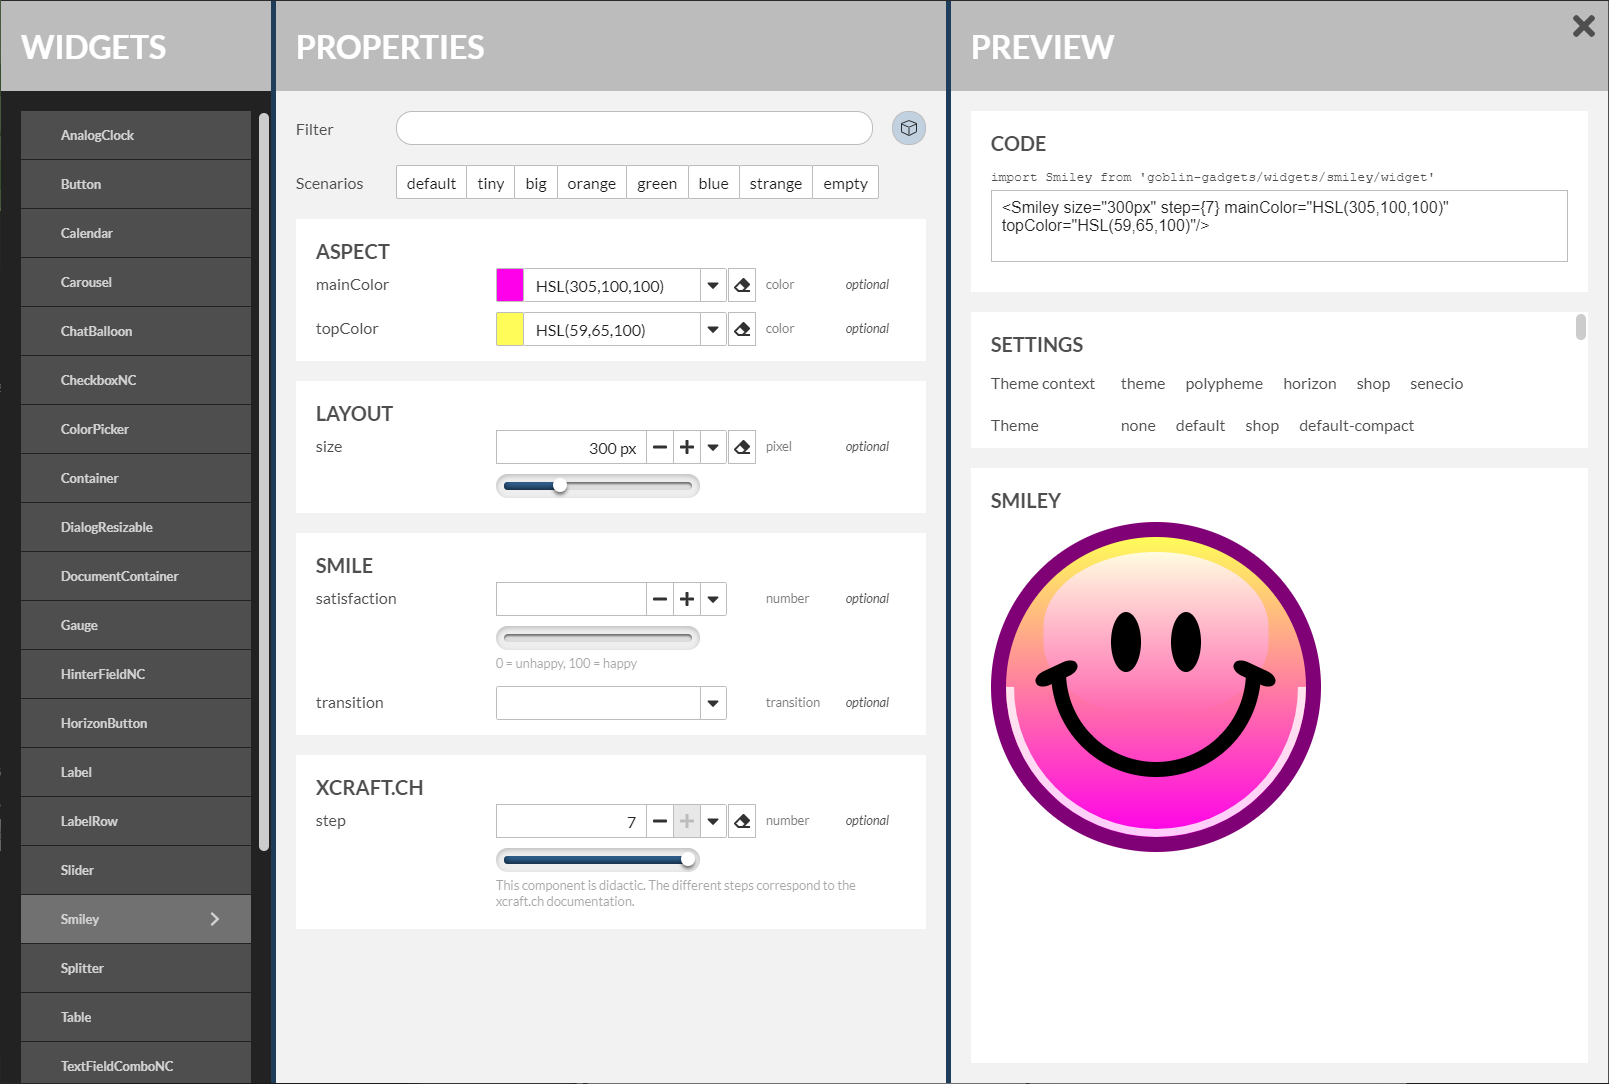 WIDGETS
AnalogClock
Button
Calendar
Carousel
ChatBalloon
CheckboxNC
ColorPicker
Container
DialogResizable
DocumentContainer
Gauge
HinterFieldNC
HorizonButton
Label
LabelRow
Slider
Smiley
Splitter
Table
TextFieldComboNC
PROPERTIES
Filter
Scenarios default tiny big orange green blue strange empty
ASPECT
mainColor HSL(305,100,100) color optional
topColor HSL(59,65,100) color optional
LAYOUT
size 300 px pixel optional
SMILE
satisfaction number optional
0 = unhappy, 100 = happy
transition transition optional
XCRAFT.CH
step 7 number optional
This component is didactic. The different steps correspond to the
xcraft.ch documentation.
PREVIEW
CODE
import Smiley from 'goblin-gadgets/widgets/smiley/widget'
<Smiley size="300px" step={7} mainColor="HSL(305,100,100)"
topColor="HSL(59,65,100)"/>
SETTINGS
Theme context theme polypheme horizon shop senecio
Theme none default shop default-compact
SMILEY